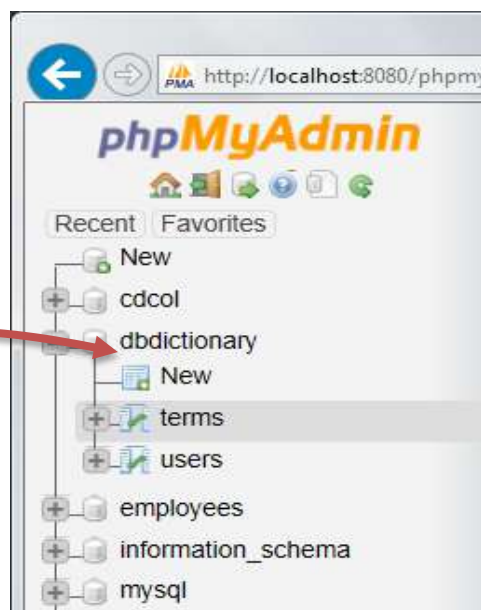 PMA http://localhost:8080/phpmy
phpMyAdmin
Recent Favorites
New
cdcol
dbdictionary
New
terms
users
employees
information_schema
mysql